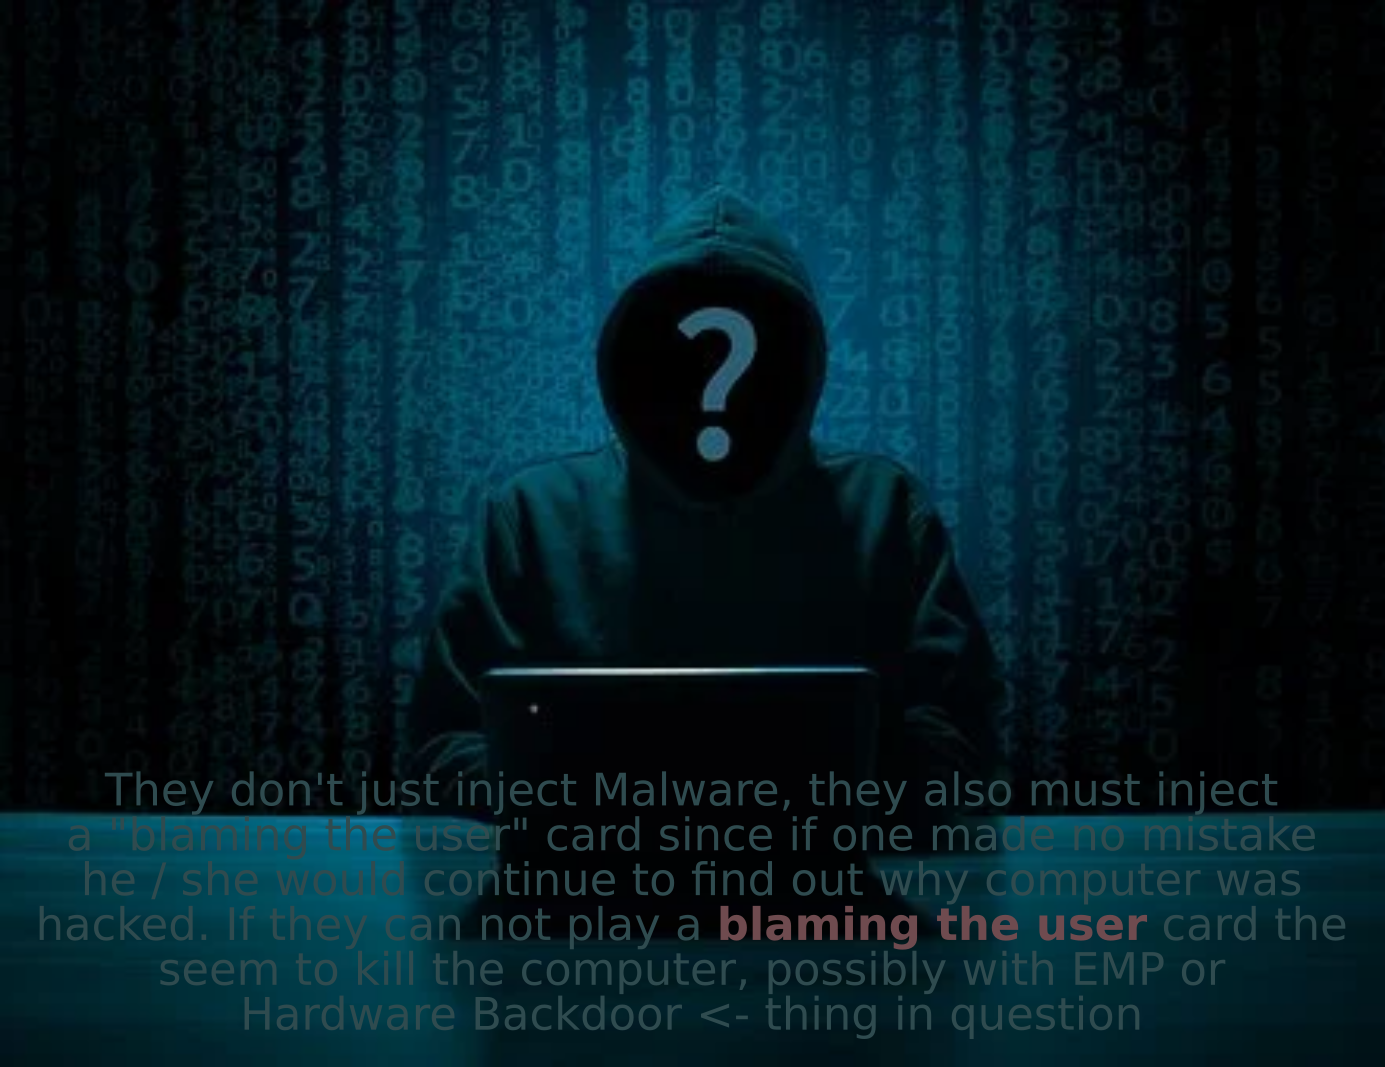 ?
They don't just inject Malware, they also must inject
a "blaming the user" card since if one made no mistake
he / she would continue to find out why computer was
hacked. If they can not play a blaming the user card the
seem to kill the computer, possibly with EMP or
Hardware Backdoor <- thing in question